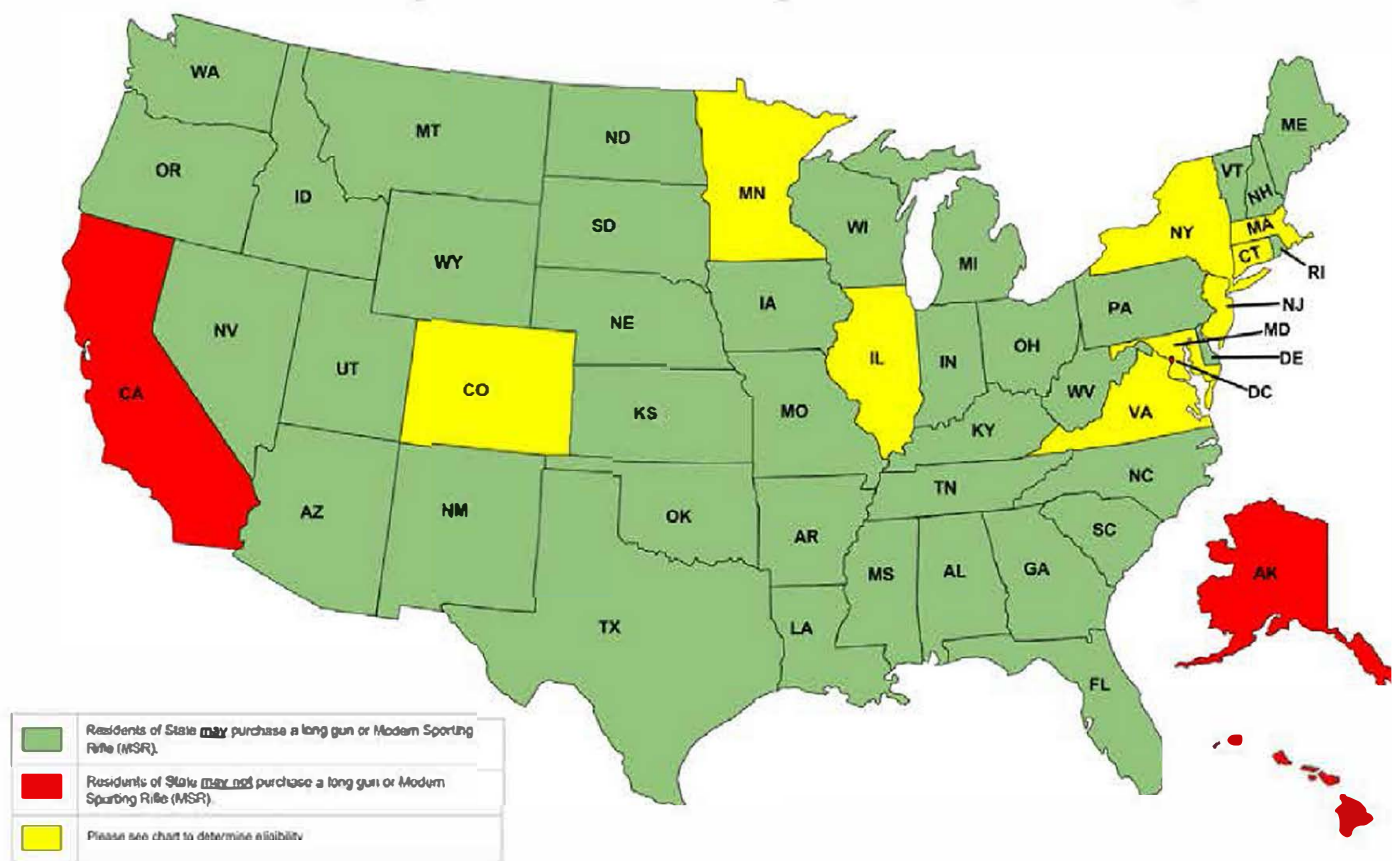 WA
MT
ND
ME
OR
MN
VT
ID
NH
SD
WI
NY
MA
WY
MI
CT
RI
IA
PA
NJ
NE
NV
MD
OH
UT
IL
IN
DE
CO
WV
DC
CA
KS
MO
VA
KY
NC
TN
AZ
NM
OK
AR
SC
MS
AL
GA
AK
TX
LA
FL
Residents of State may purchase a long gun or Modern Sporting
Rifle (MSR).
Residents of State may not purchase a long gun or Modern
Sporting Rifle (MSR)
Please see chart to determine eligibility